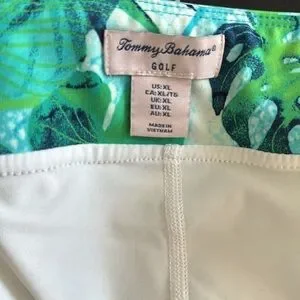 Tommy Bahama®
GOLF
US: XL
CA: XL/TG
UK: XL
EU: XL
AU: XL
MADE IN
VIETNAM